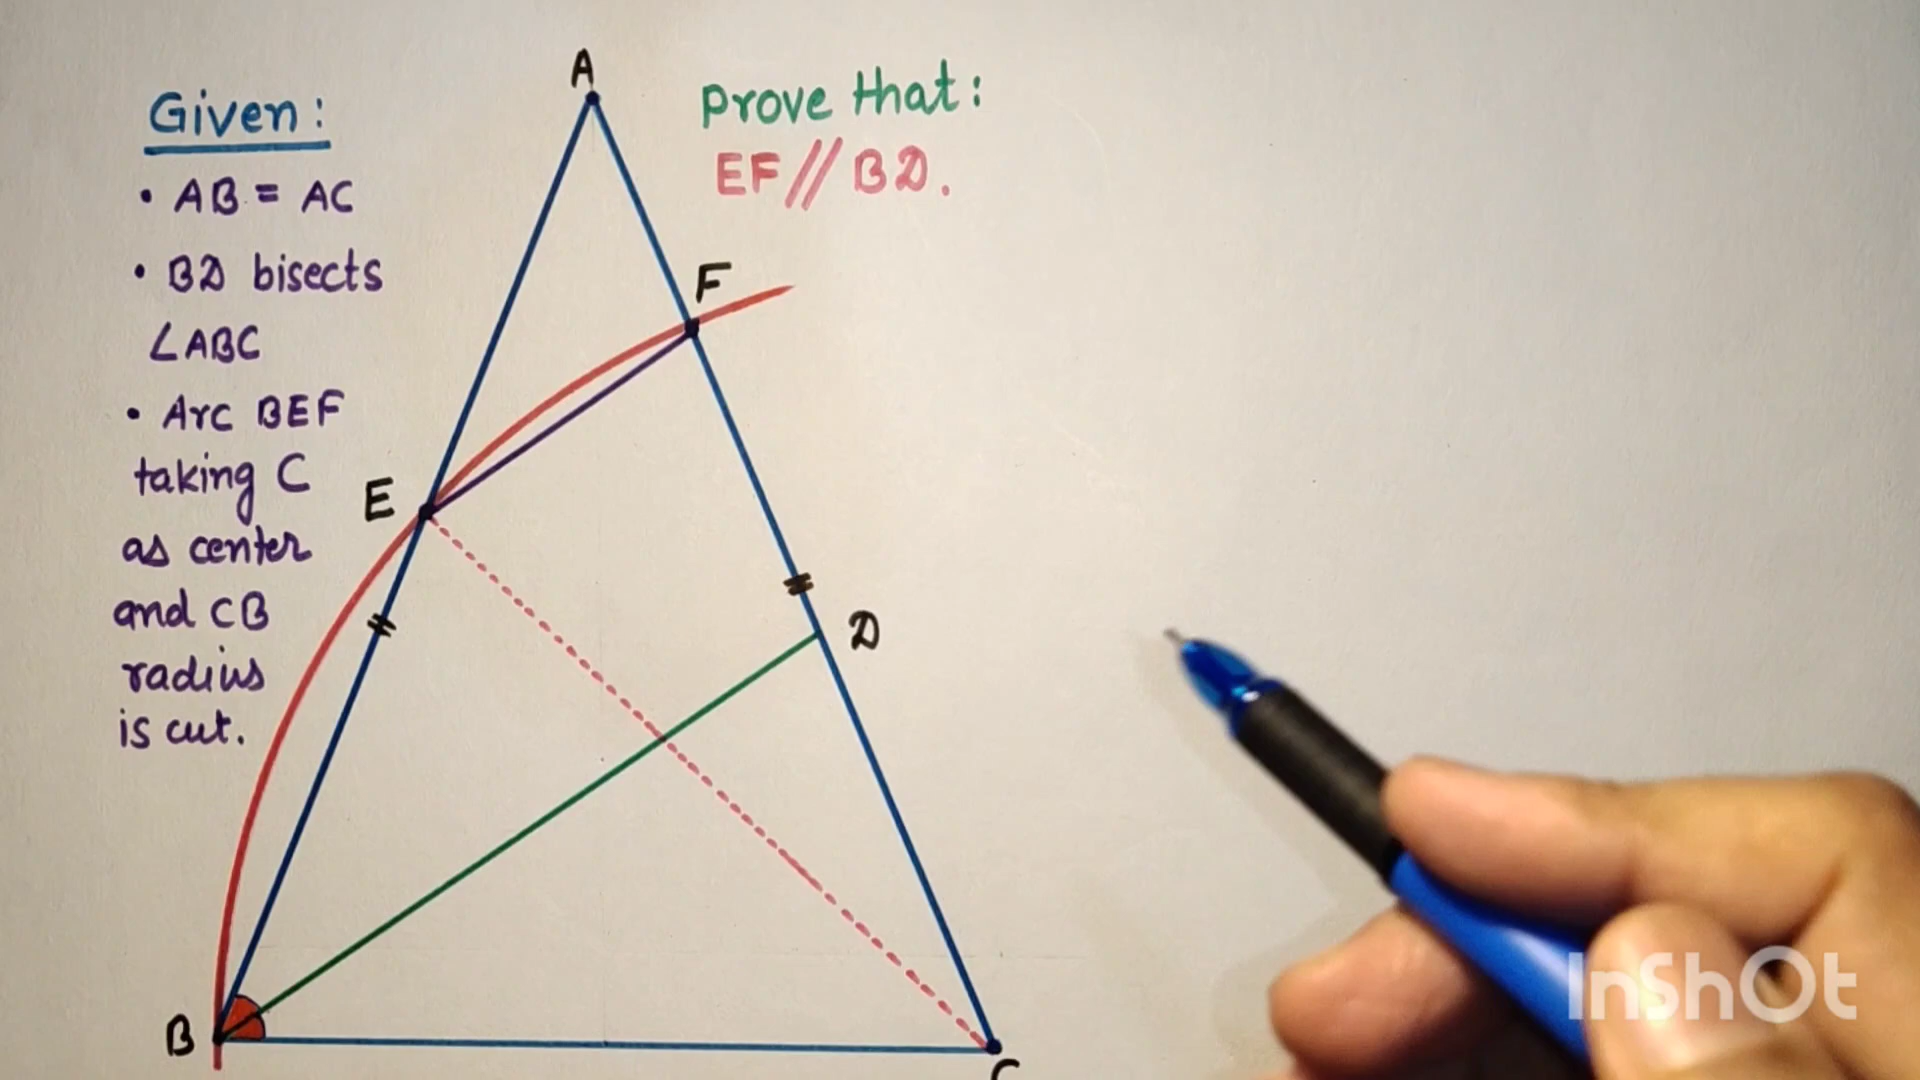 A
Given:
Prove that:
• AB = AC
EF // BD.
• BD bisects
∠ABC
F
• Arc BEF
taking C
E
as center
and CB
D
radius
is cut.
B
C
InShOt